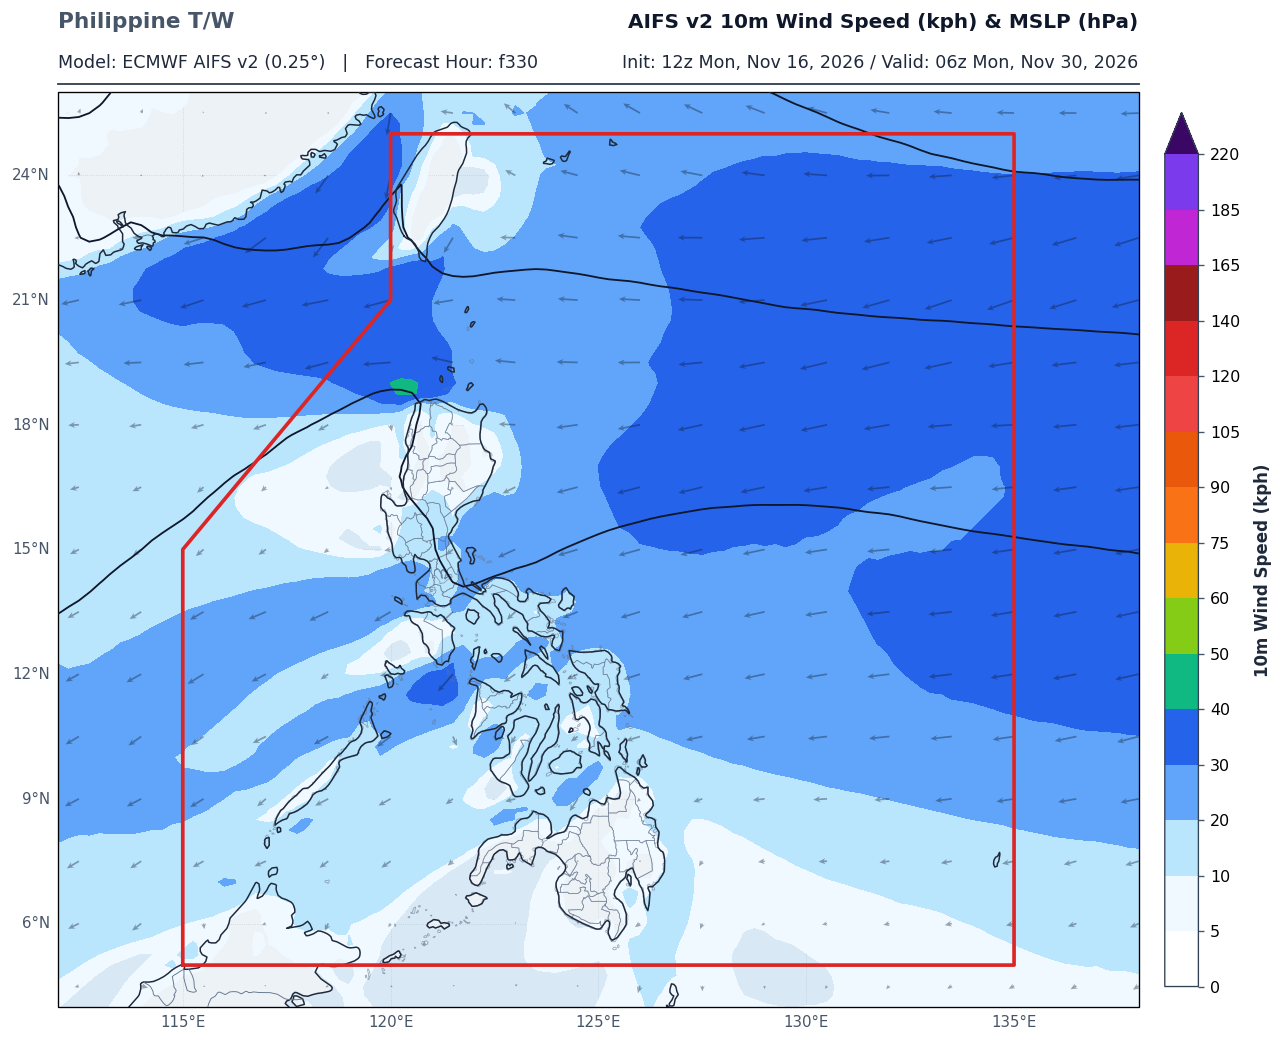 Philippine T/W
AIFS v2 10m Wind Speed (kph) & MSLP (hPa)
Model: ECMWF AIFS v2 (0.25°) | Forecast Hour: f330
Init: 12z Mon, Nov 16, 2026 / Valid: 06z Mon, Nov 30, 2026
24°N
21°N
18°N
15°N
12°N
9°N
6°N
115°E
120°E
125°E
130°E
135°E
220
185
165
140
120
105
90
75
60
50
40
30
20
10
5
0
10m Wind Speed (kph)